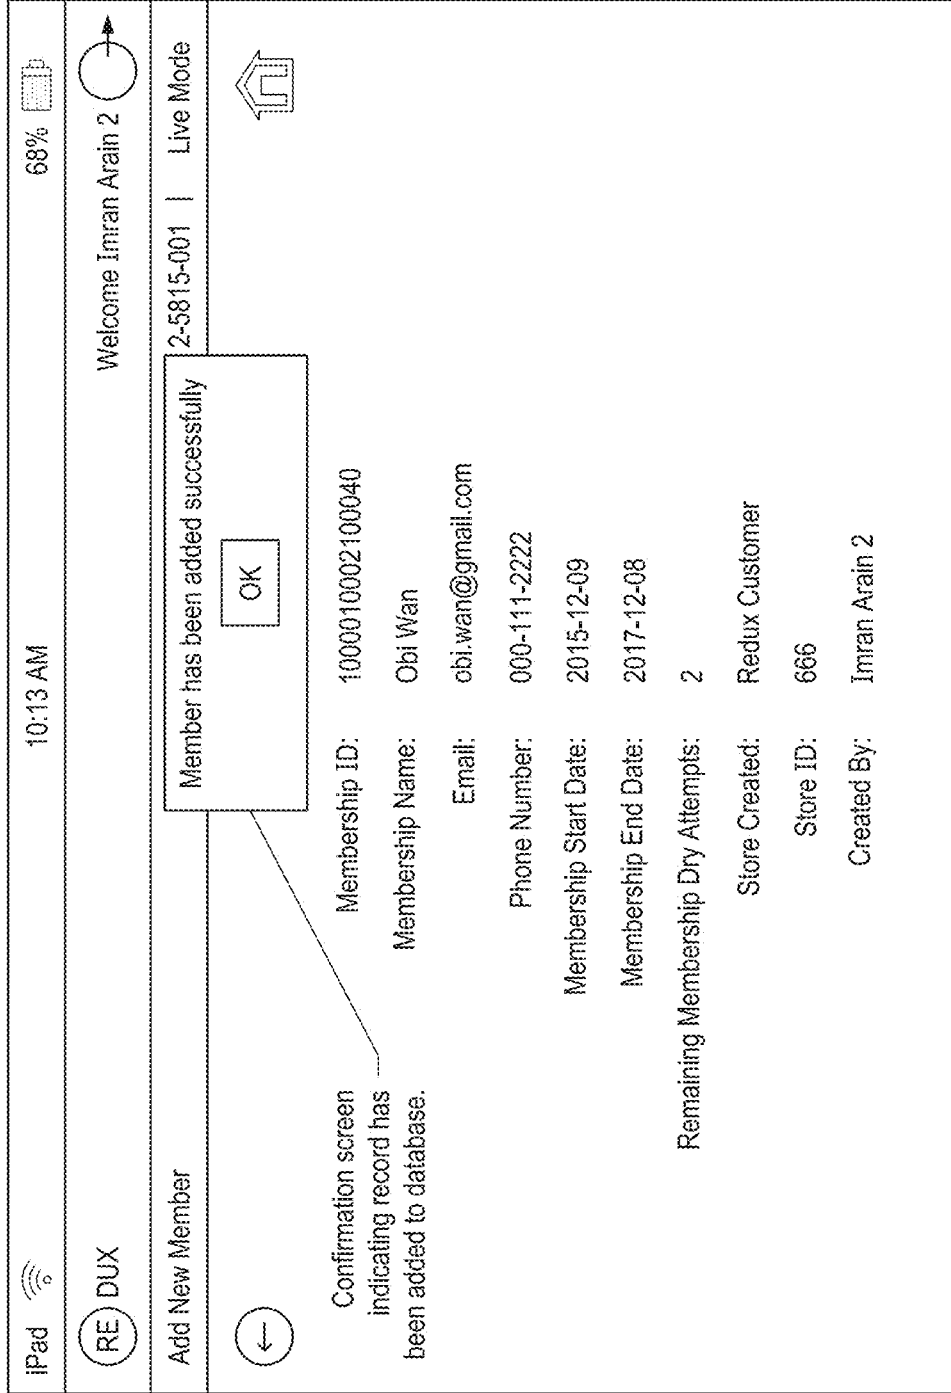 iPad 10:13 AM 68%
RE DUX Welcome Imran Arain 2
Add New Member 2-5815-001 | Live Mode
Member has been added successfully
OK
Confirmation screen
indicating record has
been added to database.
Membership ID: 1000010002100040
Membership Name: Obi Wan
Email: obi.wan@gmail.com
Phone Number: 000-111-2222
Membership Start Date: 2015-12-09
Membership End Date: 2017-12-08
Remaining Membership Dry Attempts: 2
Store Created: Redux Customer
Store ID: 666
Created By: Imran Arain 2